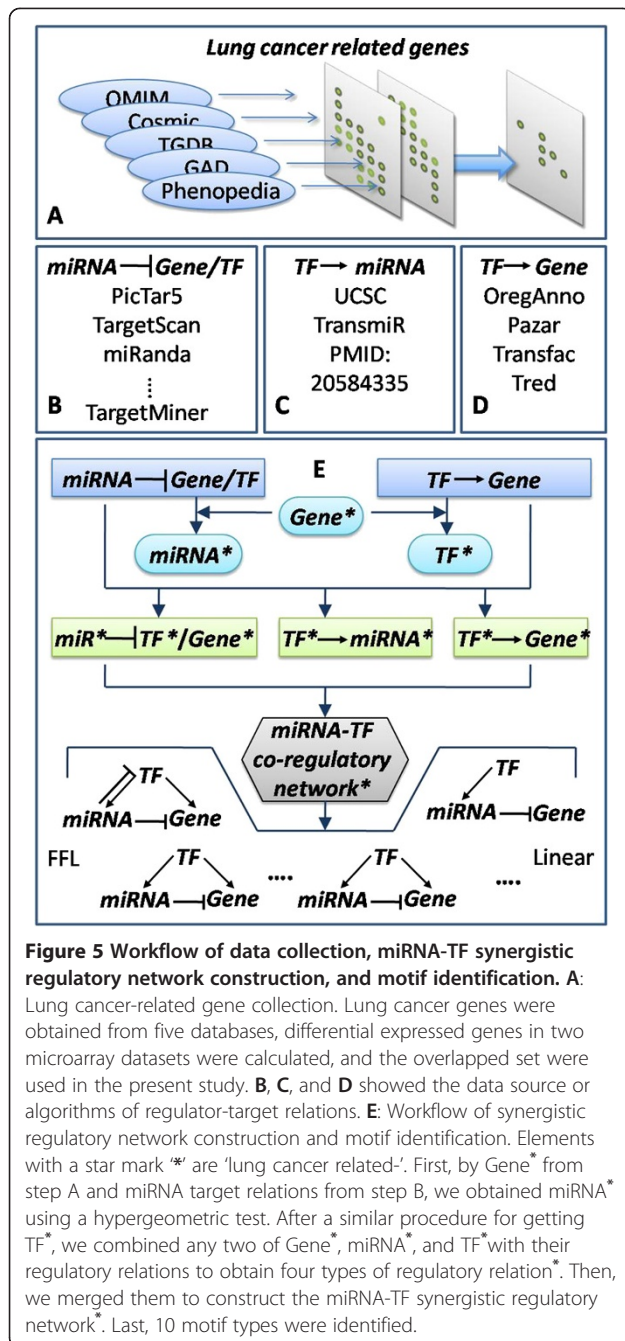 Lung cancer related genes
OMIM
Cosmic
TGDB
GAD
Phenopedia
A
miRNA⊣Gene/TF
PicTar5
TargetScan
miRanda
⋮
TargetMiner
B
TF→miRNA
UCSC
TransmiR
PMID:
20584335
C
TF→Gene
OregAnno
Pazar
Transfac
Tred
D
E
miRNA⊣Gene/TF
TF→Gene
Gene*
miRNA*
TF*
miR*⊣TF*/Gene*
TF*→miRNA*
TF*→Gene*
miRNA-TF
co-regulatory
network*
TF
miRNA⊣Gene
TF
miRNA⊣Gene
FFL
Linear
TF
miRNA⊣Gene
....
TF
miRNA⊣Gene
....
Figure 5 Workflow of data collection, miRNA-TF synergistic
regulatory network construction, and motif identification. A:
Lung cancer-related gene collection. Lung cancer genes were
obtained from five databases, differential expressed genes in two
microarray datasets were calculated, and the overlapped set were
used in the present study. B, C, and D showed the data source or
algorithms of regulator-target relations. E: Workflow of synergistic
regulatory network construction and motif identification. Elements
with a star mark ‘*’ are ‘lung cancer related-’. First, by Gene* from
step A and miRNA target relations from step B, we obtained miRNA*
using a hypergeometric test. After a similar procedure for getting
TF*, we combined any two of Gene*, miRNA*, and TF*with their
regulatory relations to obtain four types of regulatory relation*. Then,
we merged them to construct the miRNA-TF synergistic regulatory
network*. Last, 10 motif types were identified.